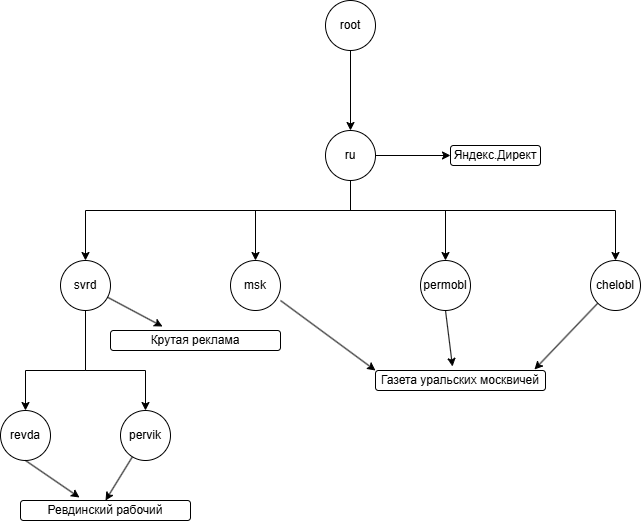 root
ru
Яндекс.Директ
svrd
msk
permobl
chelobl
Крутая реклама
Газета уральских москвичей
revda
pervik
Ревдинский рабочий